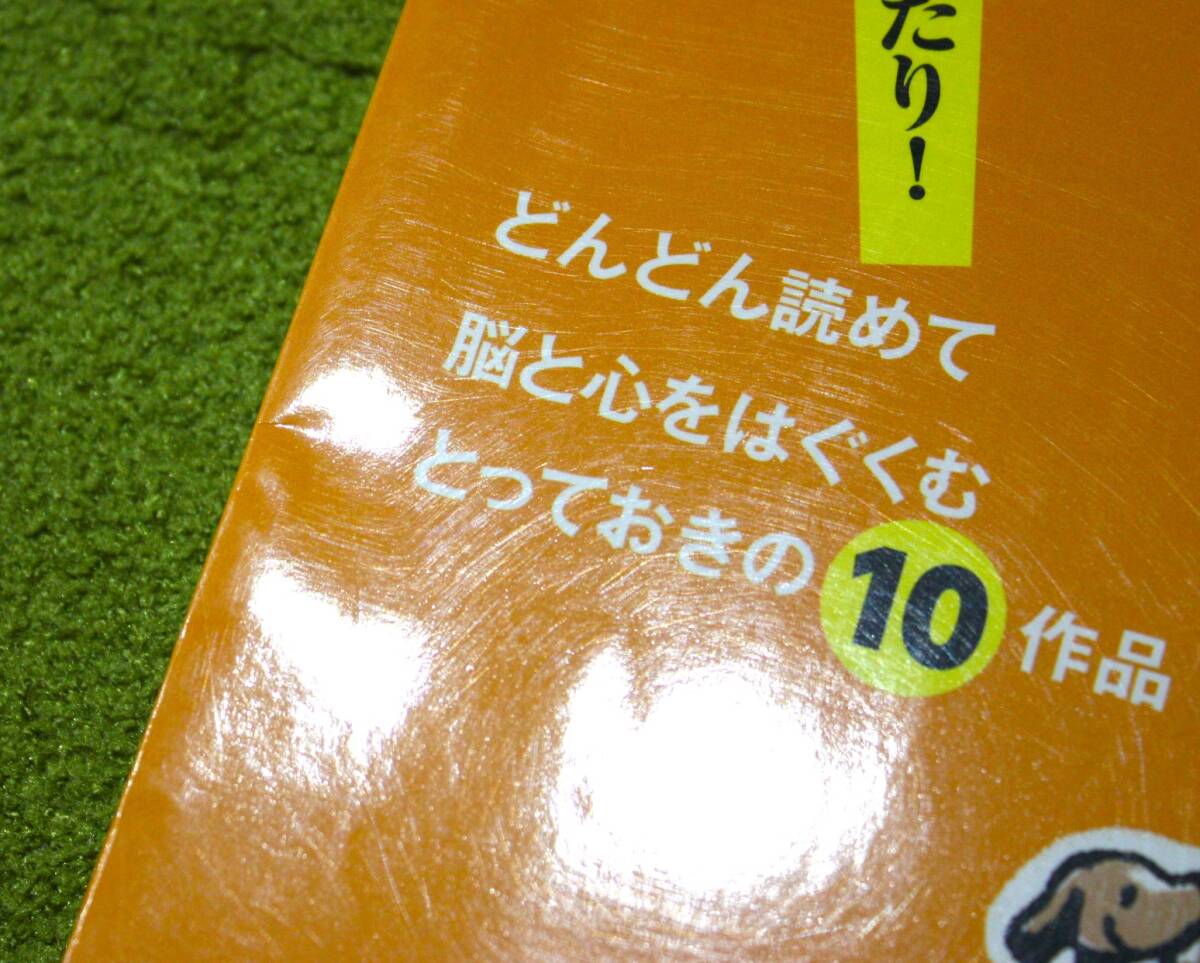 たり!
どんどん読めて
脳と心をはぐくむ
とっておきの10作品